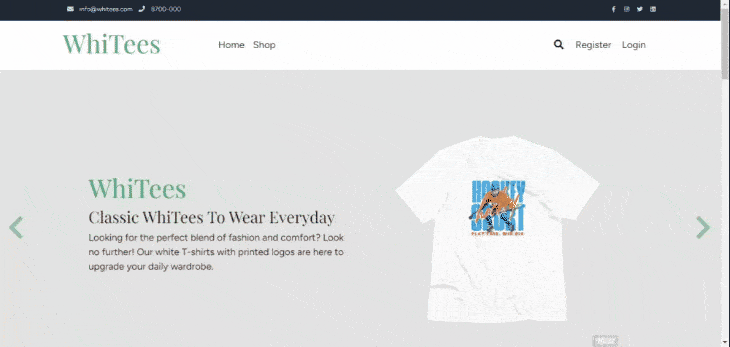 info@whitees.com 8700-000
WhiTees
Home Shop
Register Login
WhiTees
Classic WhiTees To Wear Everyday
Looking for the perfect blend of fashion and comfort? Look
no further! Our white T-shirts with printed logos are here to
upgrade your daily wardrobe.
HOCKEY